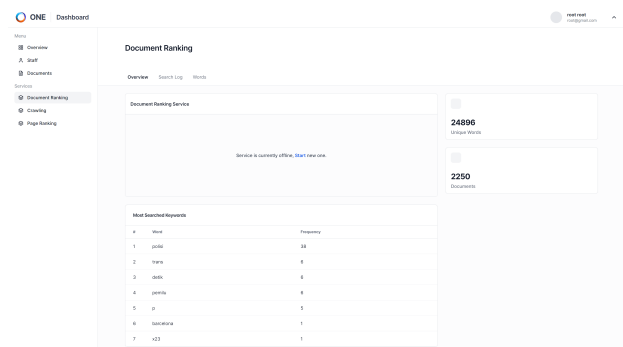 ONE Dashboard
root root
root@gmail.com
Menu
Overview
Staff
Documents
Services
Document Ranking
Crawling
Page Ranking
Document Ranking
Overview Search Log Words
Document Ranking Service
Service is currently offline, Start new one.
24896
Unique Words
2250
Documents
Most Searched Keywords
# Word Frequency
1 polisi 38
2 trans 6
3 detik 6
4 pemilu 6
5 p 5
6 barcelona 1
7 x23 1